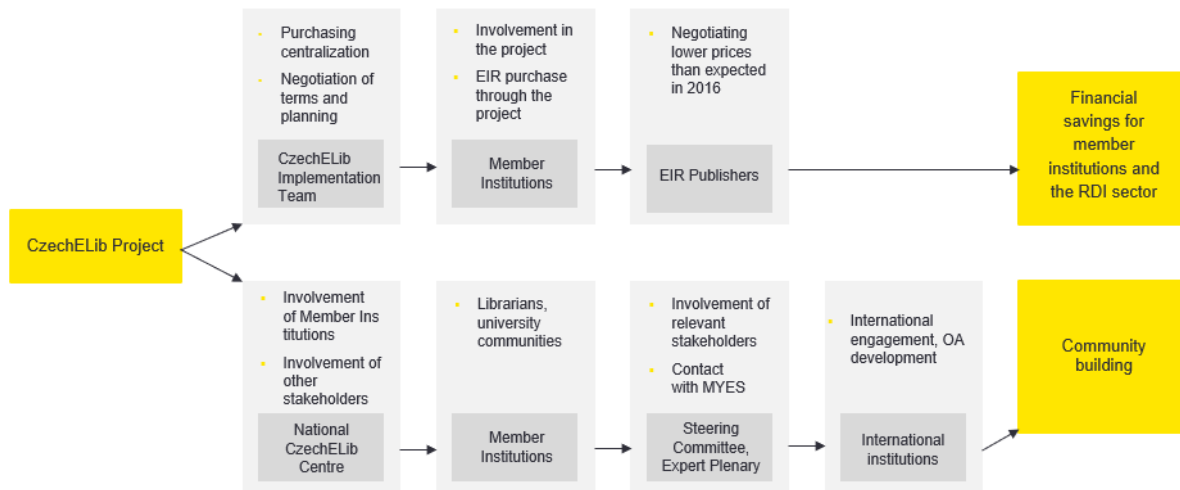 CzechELib Project
Purchasing
centralization
Negotiation of
terms and
planning
CzechELib
Implementation
Team
Involvement in
the project
EIR purchase
through the
project
Member
Institutions
Negotiating
lower prices
than expected
in 2016
EIR Publishers
Financial
savings for
member
institutions and
the RDI sector
Involvement
of Member Ins
titutions
Involvement of
other
stakeholders
National
CzechELib
Centre
Librarians,
university
communities
Member
Institutions
Involvement of
relevant
stakeholders
Contact
with MYES
Steering
Committee,
Expert Plenary
International
engagement, OA
development
International
institutions
Community
building